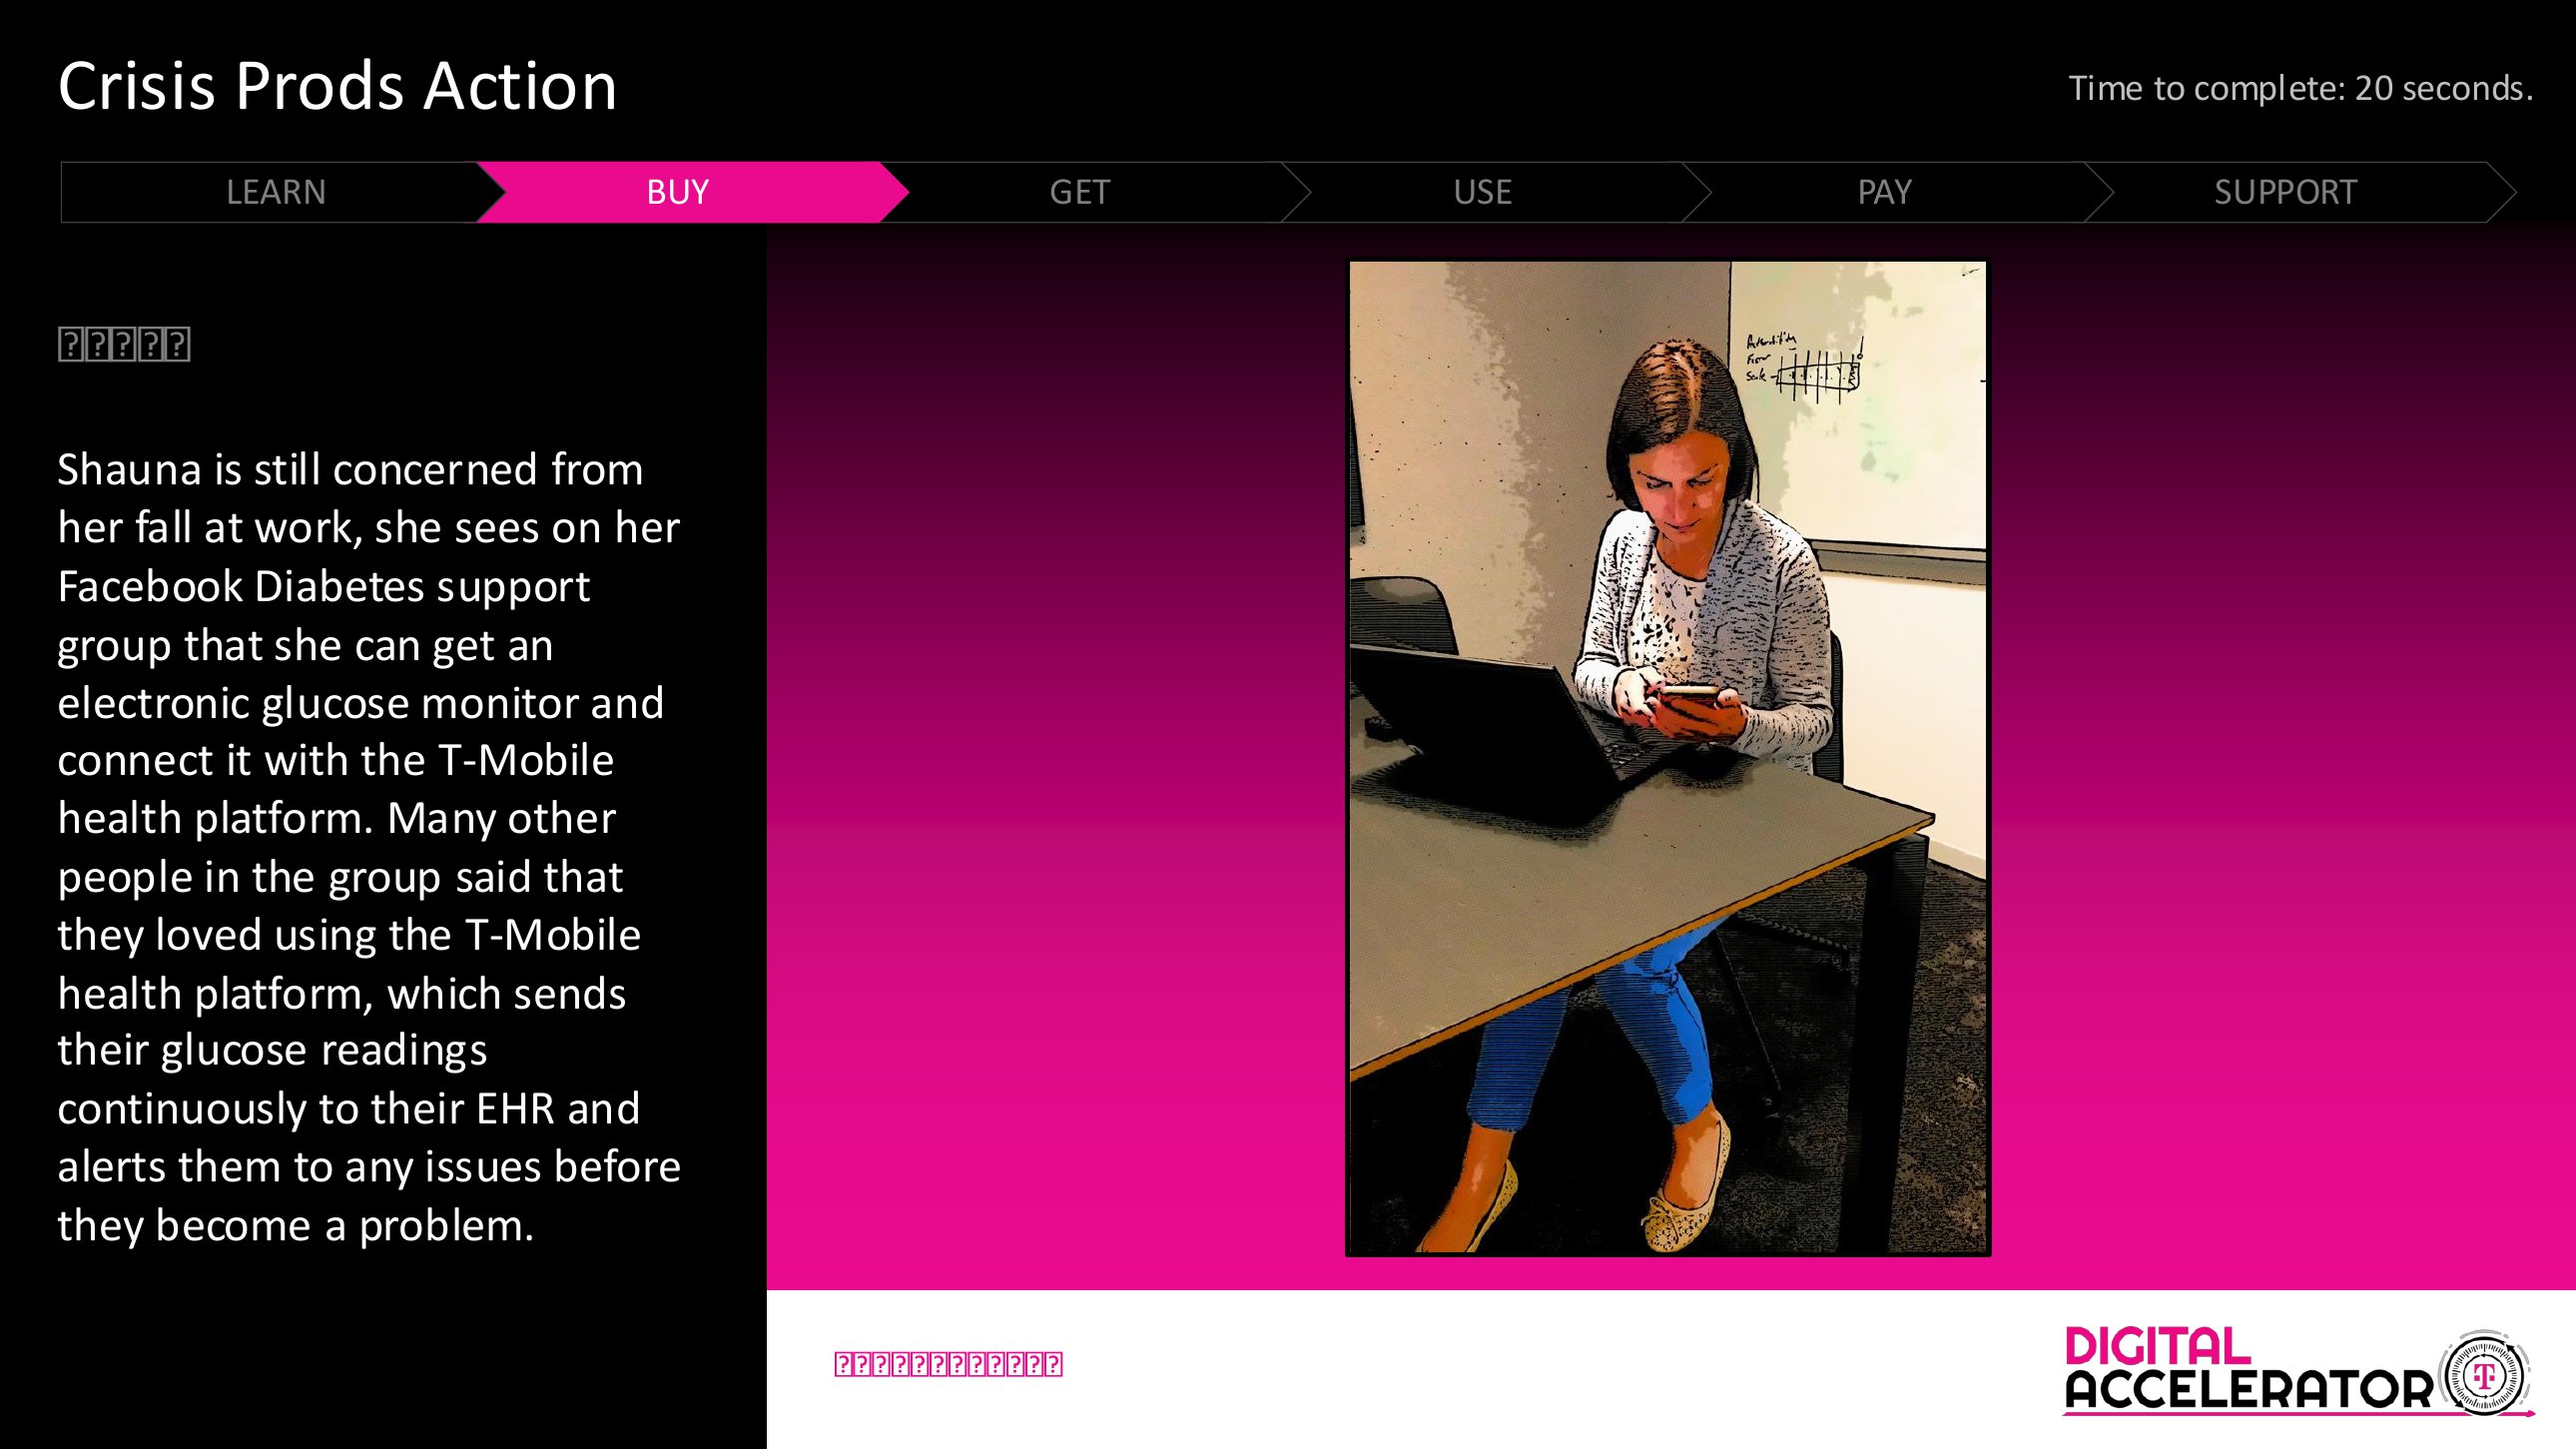 Crisis Prods Action
Time to complete: 20 seconds.
LEARN
BUY
GET
USE
PAY
SUPPORT
Shauna is still concerned from
her fall at work, she sees on her
Facebook Diabetes support
group that she can get an
electronic glucose monitor and
connect it with the T-Mobile
health platform. Many other
people in the group said that
they loved using the T-Mobile
health platform, which sends
their glucose readings
continuously to their EHR and
alerts them to any issues before
they become a problem.
Scale
DIGITAL
ACCELERATOR
T